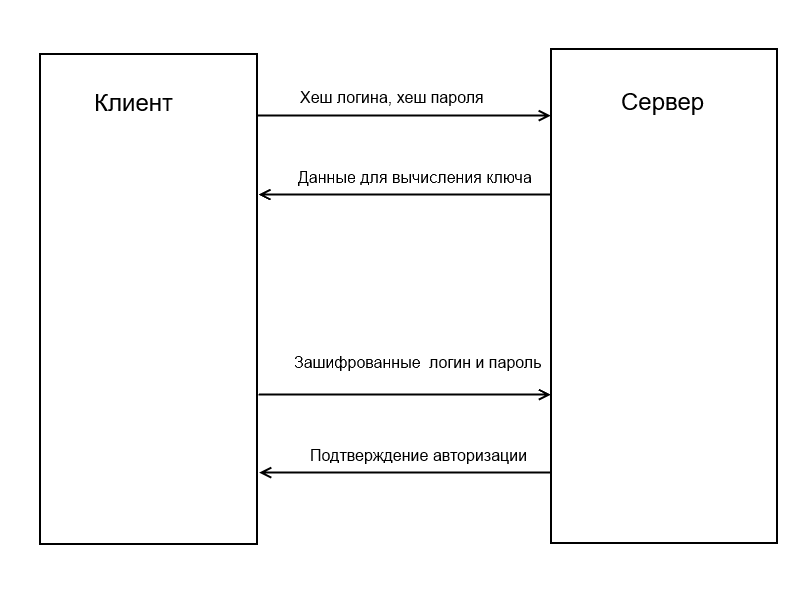 Клиент
Сервер
Хеш логина, хеш пароля
Данные для вычисления ключа
Зашифрованные логин и пароль
Подтверждение авторизации